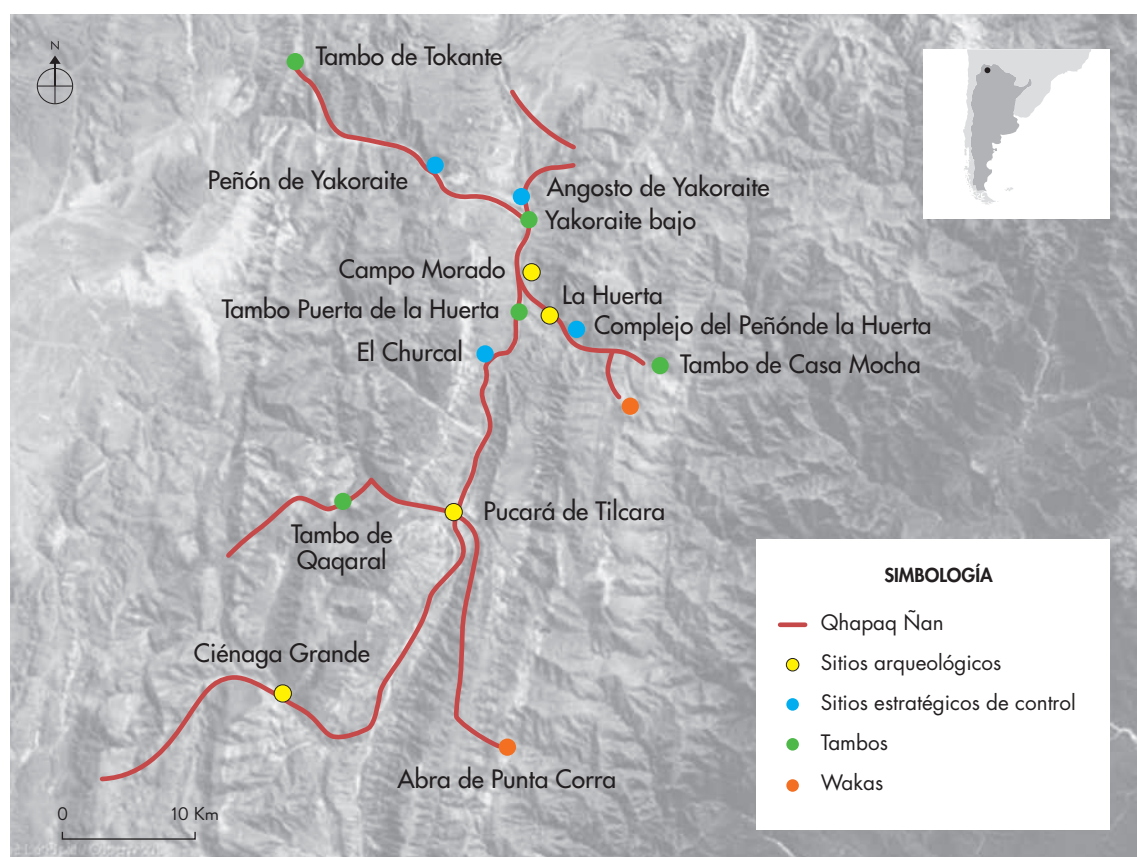 N
Tambo de Tokante
Peñón de Yakoraite
Angosto de Yakoraite
Yakoraite bajo
Campo Morado
La Huerta
Tambo Puerta de la Huerta
Complejo del Peñónde la Huerta
El Churcal
Tambo de Casa Mocha
Pucará de Tilcara
Tambo de
Qaqaral
Ciénaga Grande
Abra de Punta Corra
0 10 Km
SIMBOLOGÍA
Qhapaq Ñan
Sitios arqueológicos
Sitios estratégicos de control
Tambos
Wakas